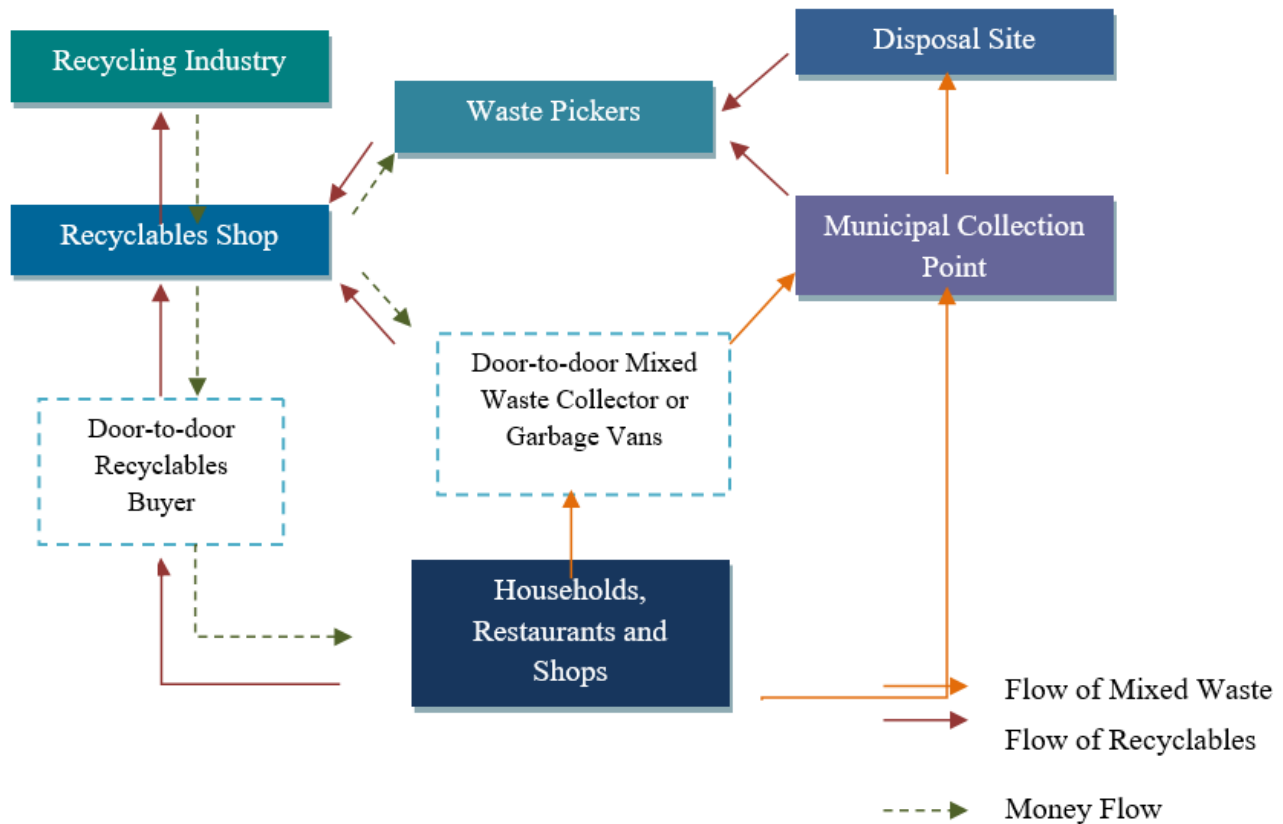 Recycling Industry
Disposal Site
Waste Pickers
Recyclables Shop
Municipal Collection
Point
Door-to-door Mixed
Waste Collector or
Garbage Vans
Door-to-door
Recyclables
Buyer
Households,
Restaurants and
Shops
Flow of Mixed Waste
Flow of Recyclables
Money Flow